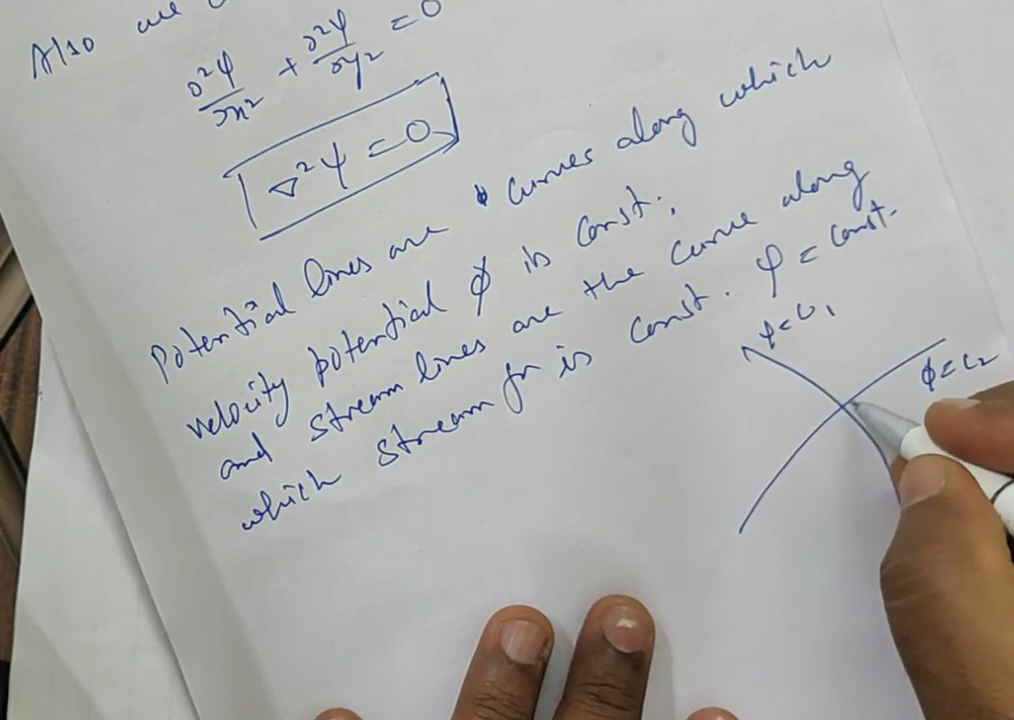 Also are
∂²ψ/∂x² + ∂²ψ/∂y² = 0
∇²ψ = 0
Potential lines are curves along which
velocity potential ϕ is const.,
and stream lines are the curve along
which stream fn is const. ψ = const.
ψ = C₁
ϕ = C₂